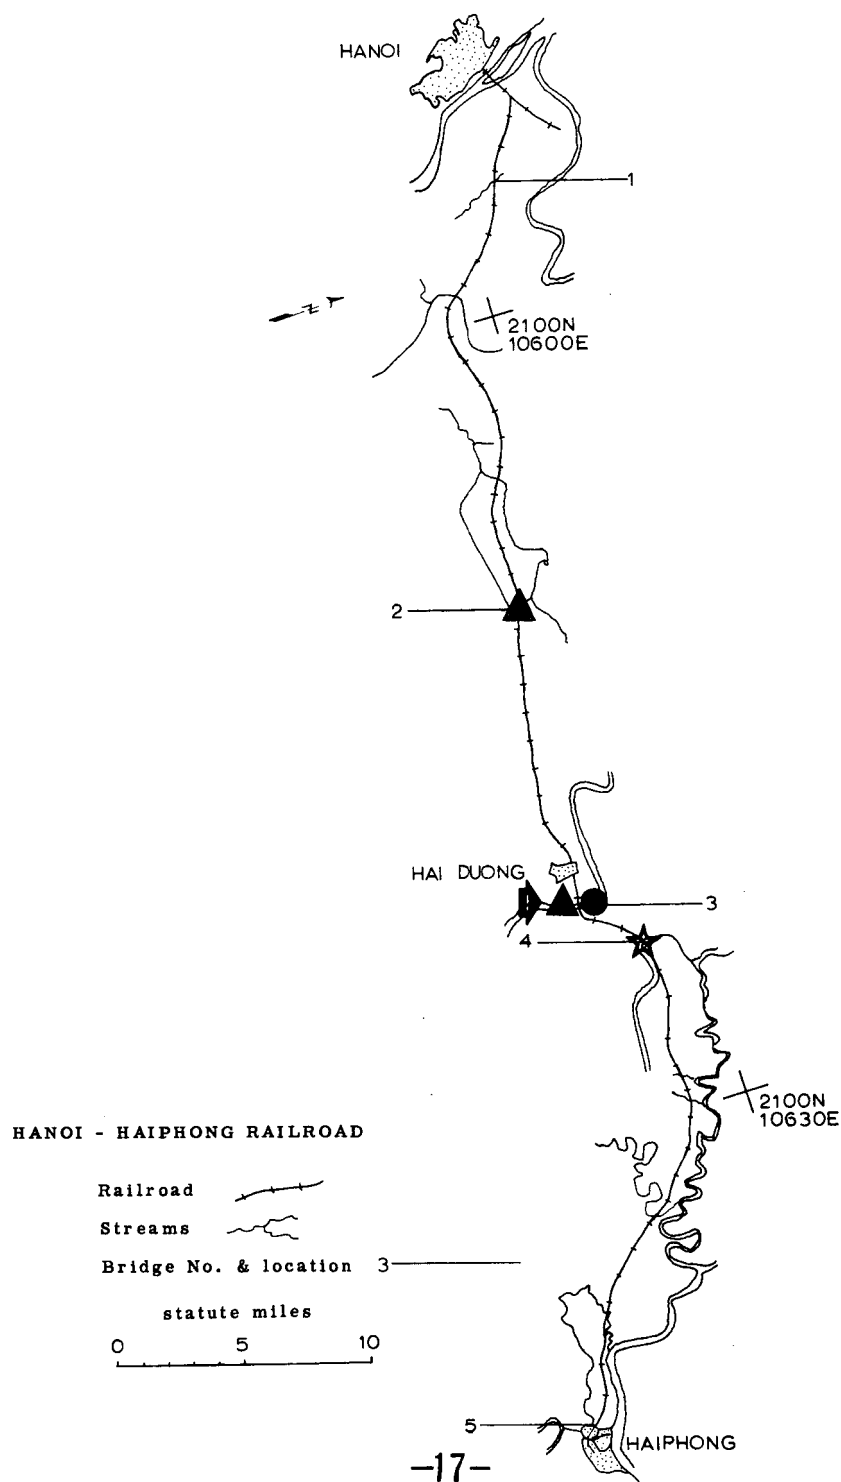 HANOI
1
2100N
10600E
2
HAI DUONG
3
4
2100N
10630E
HANOI - HAIPHONG RAILROAD
Railroad
Streams
Bridge No. & location 3
statute miles
0 5 10
5
HAIPHONG
-17-
N